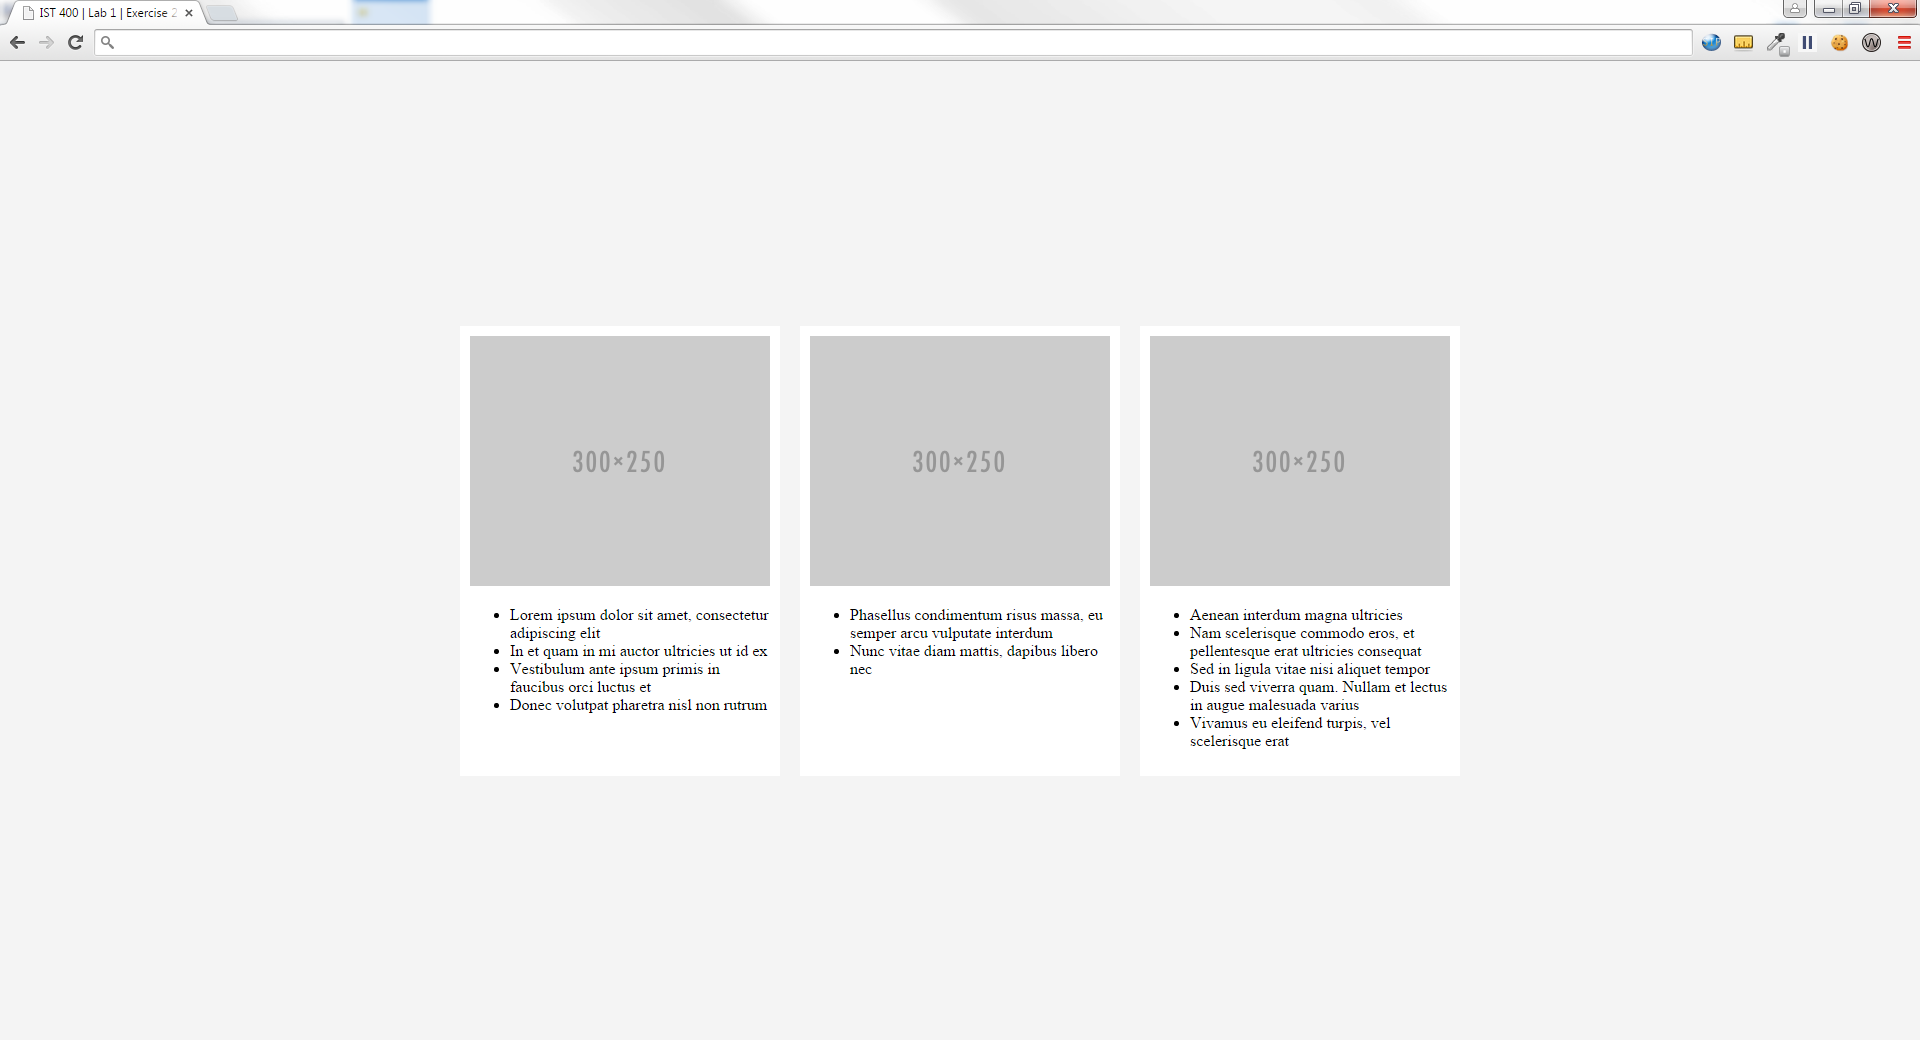 IST 400 | Lab 1 | Exercise 2
300×250
Lorem ipsum dolor sit amet, consectetur
adipiscing elit
In et quam in mi auctor ultricies ut id ex
Vestibulum ante ipsum primis in
faucibus orci luctus et
Donec volutpat pharetra nisl non rutrum
300×250
Phasellus condimentum risus massa, eu
semper arcu vulputate interdum
Nunc vitae diam mattis, dapibus libero
nec
300×250
Aenean interdum magna ultricies
Nam scelerisque commodo eros, et
pellentesque erat ultricies consequat
Sed in ligula vitae nisi aliquet tempor
Duis sed viverra quam. Nullam et lectus
in augue malesuada varius
Vivamus eu eleifend turpis, vel
scelerisque erat